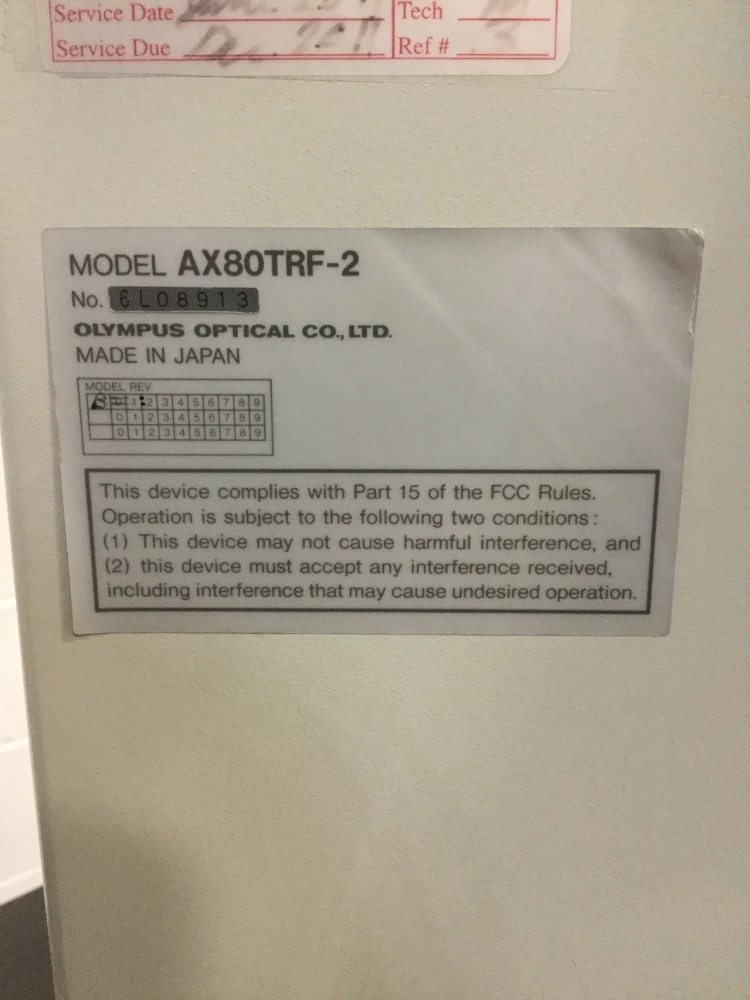 Service Date Tech
Service Due Dec. 2011 Ref # 3
MODEL AX80TRF-2
No. 6L08913
OLYMPUS OPTICAL CO., LTD.
MADE IN JAPAN
MODEL REV
B 3 4 5 6 7 8 9
0 1 2 3 4 5 6 7 8 9
0 1 2 3 4 5 6 7 8 9
This device complies with Part 15 of the FCC Rules.
Operation is subject to the following two conditions:
(1) This device may not cause harmful interference, and
(2) this device must accept any interference received,
including interference that may cause undesired operation.